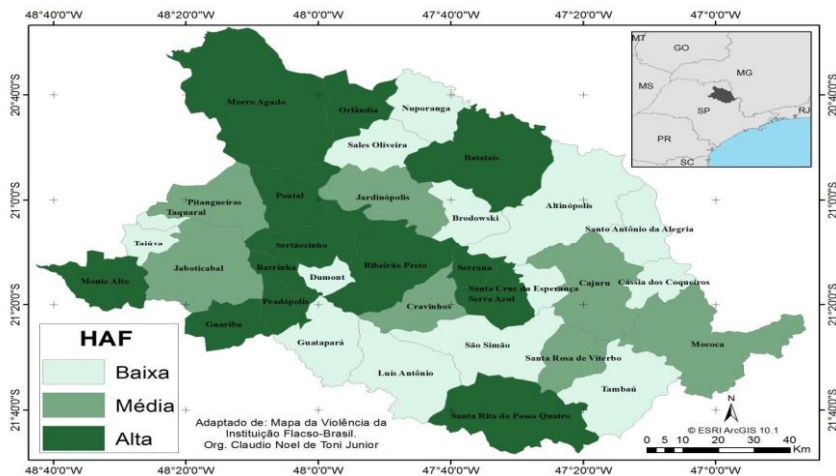 48°40'0"W 48°20'0"W 48°0'0"W 47°40'0"W 47°20'0"W 47°0'0"W
MT
GO
MG
MS
SP
RJ
PR
SC
20°40'0"S
20°40'0"S
Morro Agudo
Orlândia
Nuporanga
Sales Oliveira
Batatais
21°0'0"S
21°0'0"S
Pitangueiras
Taquaral
Pontal
Jardinópolis
Brodowski
Altinópolis
Santo Antônio da Alegria
Taiúva
Sertãozinho
Monte Alto
Jaboticabal
Barrinha
Dumont
Ribeirão Preto
Serrana
Santa Cruz da Esperança
Serra Azul
Cajuru
Cássia dos Coqueiros
21°20'0"S
21°20'0"S
Pradópolis
Guariba
Cravinhos
Guatapará
São Simão
Mococa
Santa Rosa de Viterbo
Luís Antônio
Tambaú
Santa Rita do Passa Quatro
21°40'0"S
21°40'0"S
HAF
Baixa
Média
Alta
Adaptado de: Mapa da Violência da
Instituição Flacso-Brasil.
Org. Claudio Noel de Toni Junior
N
© ESRI ArcGIS 10.1
0 5 10 20 30 40
Km
48°40'0"W 48°20'0"W 48°0'0"W 47°40'0"W 47°20'0"W 47°0'0"W